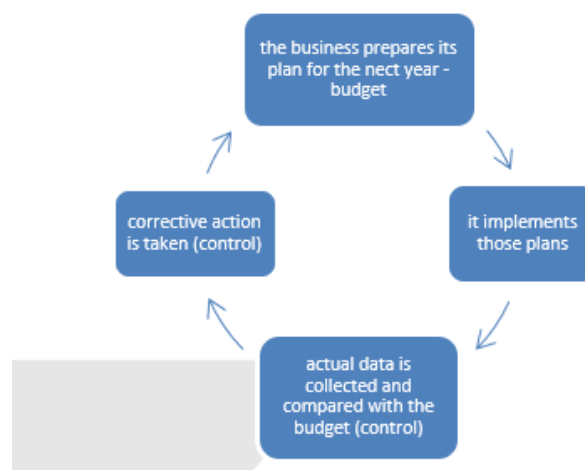 the business prepares its
plan for the nect year –
budget
it implements
those plans
actual data is
collected and
compared with the
budget (control)
corrective action
is taken (control)